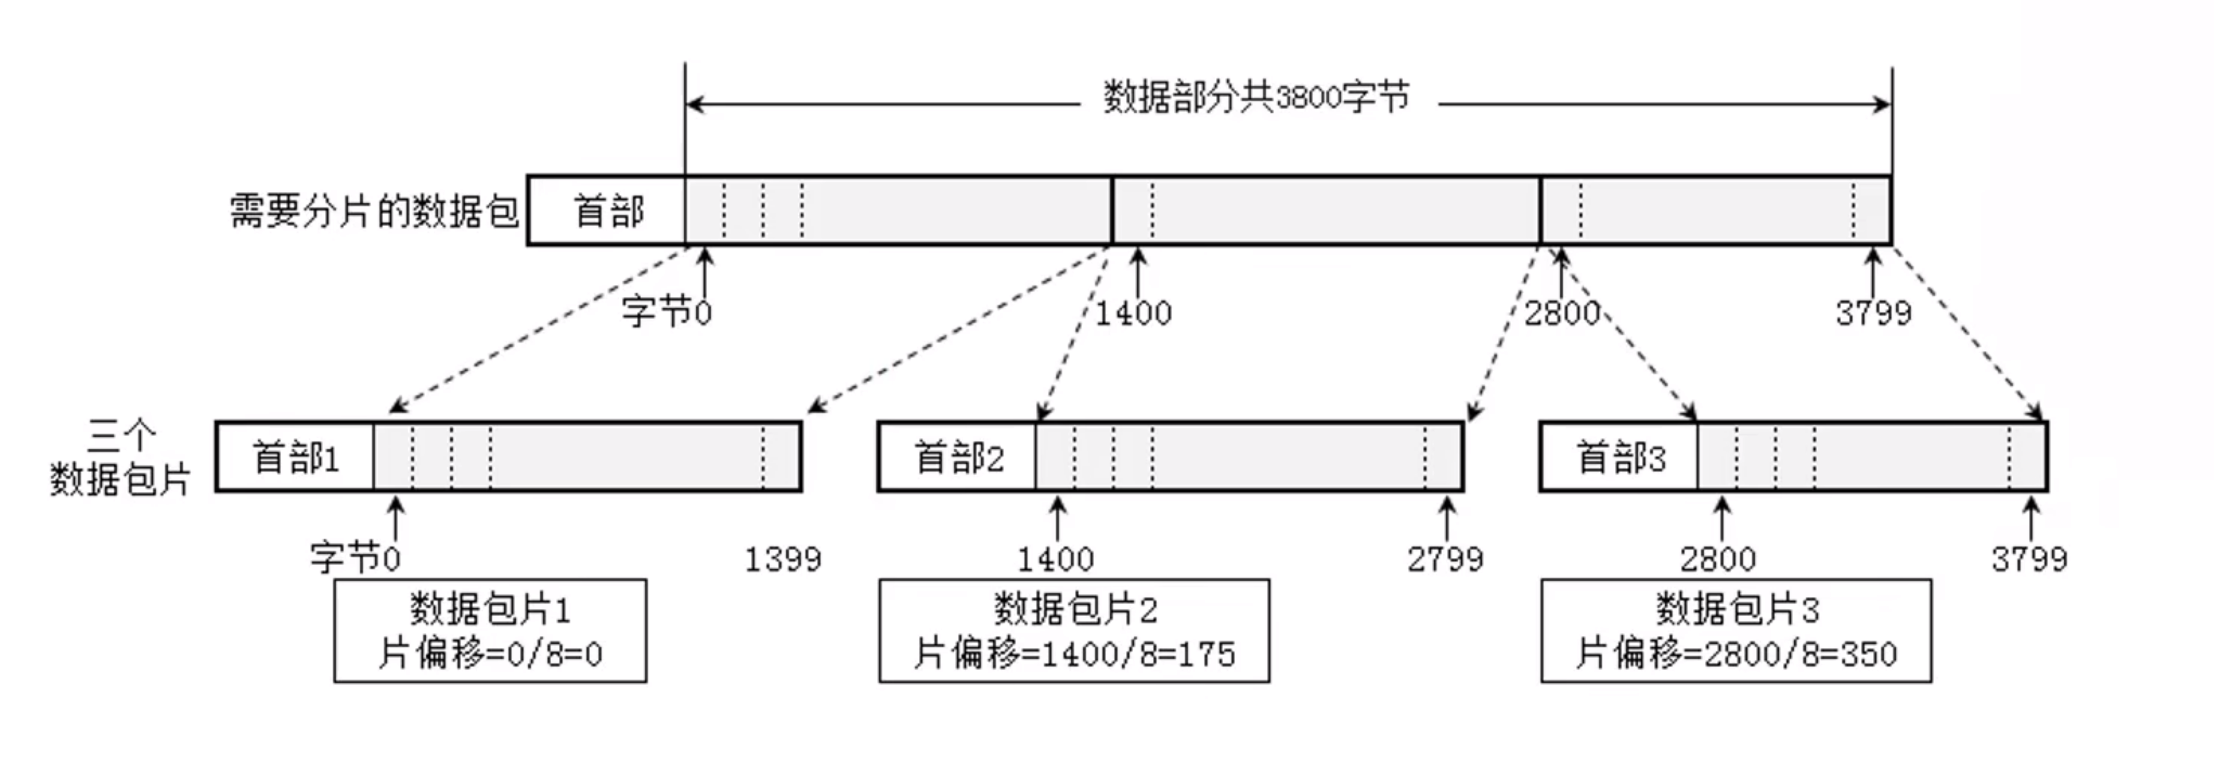 数据部分共3800字节
需要分片的数据包
首部
字节0
1400
2800
3799
三个
数据包片
首部1
首部2
首部3
字节0
1399
1400
2799
2800
3799
数据包片1
片偏移=0/8=0
数据包片2
片偏移=1400/8=175
数据包片3
片偏移=2800/8=350